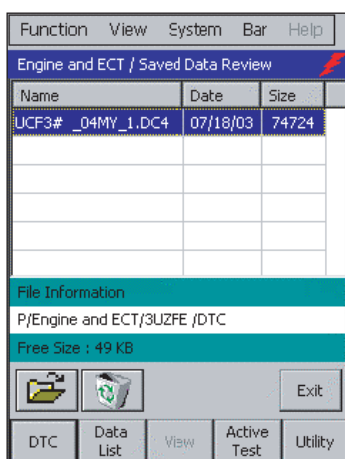 Function View System Bar Help
Engine and ECT / Saved Data Review
Name Date Size
UCF3# _04MY_1.DC4 07/18/03 74724
File Information
P/Engine and ECT/3UZFE /DTC
Free Size : 49 KB
Exit
DTC Data List View Active Test Utility